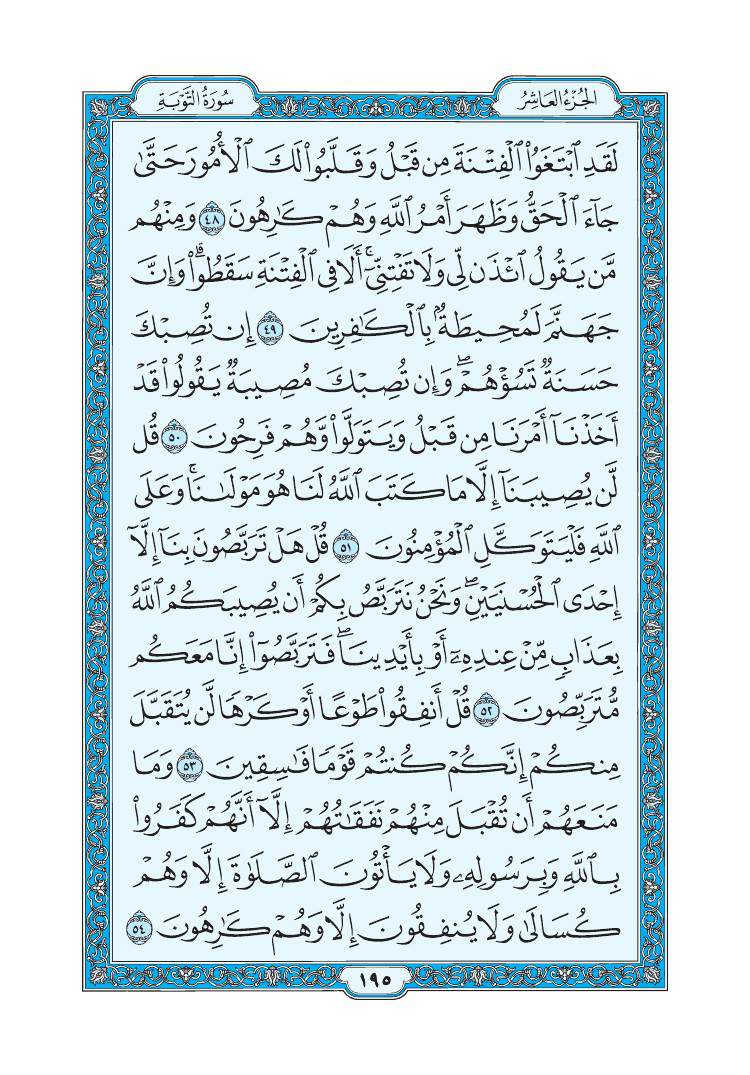 الجُزْءُ العَاشِرُ
سُورَةُ التَّوْبَةِ
لَقَدِ ٱبْتَغَوُا۟ ٱلْفِتْنَةَ مِن قَبْلُ وَقَلَّبُوا۟ لَكَ ٱلْأُمُورَ حَتَّىٰ
جَآءَ ٱلْحَقُّ وَظَهَرَ أَمْرُ ٱللَّهِ وَهُمْ كَـٰرِهُونَ ٤٨ وَمِنْهُم
مَّن يَقُولُ ٱئْذَن لِّى وَلَا تَفْتِنِّىٓ ۚ أَلَا فِى ٱلْفِتْنَةِ سَقَطُوا۟ ۗ وَإِنَّ
جَهَنَّمَ لَمُحِيطَةٌۢ بِٱلْكَـٰفِرِينَ ٤٩ إِن تُصِبْكَ
حَسَنَةٌ تَسُؤْهُمْ ۖ وَإِن تُصِبْكَ مُصِيبَةٌ يَقُولُوا۟ قَدْ
أَخَذْنَآ أَمْرَنَا مِن قَبْلُ وَيَتَوَلَّوا۟ وَّهُمْ فَرِحُونَ ٥٠ قُل
لَّن يُصِيبَنَآ إِلَّا مَا كَتَبَ ٱللَّهُ لَنَا هُوَ مَوْلَىٰنَا ۚ وَعَلَى
ٱللَّهِ فَلْيَتَوَكَّلِ ٱلْمُؤْمِنُونَ ٥١ قُلْ هَلْ تَرَبَّصُونَ بِنَآ إِلَّآ
إِحْدَى ٱلْحُسْنَيَيْنِ ۖ وَنَحْنُ نَتَرَبَّصُ بِكُمْ أَن يُصِيبَكُمُ ٱللَّهُ
بِعَذَابٍ مِّنْ عِندِهِۦٓ أَوْ بِأَيْدِينَا ۖ فَتَرَبَّصُوٓا۟ إِنَّا مَعَكُم
مُّتَرَبِّصُونَ ٥٢ قُلْ أَنفِقُوا۟ طَوْعًا أَوْ كَرْهًا لَّن يُتَقَبَّلَ
مِنكُمْ ۖ إِنَّكُمْ كُنتُمْ قَوْمًا فَـٰسِقِينَ ٥٣ وَمَا
مَنَعَهُمْ أَن تُقْبَلَ مِنْهُمْ نَفَقَـٰتُهُمْ إِلَّآ أَنَّهُمْ كَفَرُوا۟
بِٱللَّهِ وَبِرَسُولِهِۦ وَلَا يَأْتُونَ ٱلصَّلَوٰةَ إِلَّا وَهُمْ
كُسَالَىٰ وَلَا يُنفِقُونَ إِلَّا وَهُمْ كَـٰرِهُونَ ٥٤
١٩٥